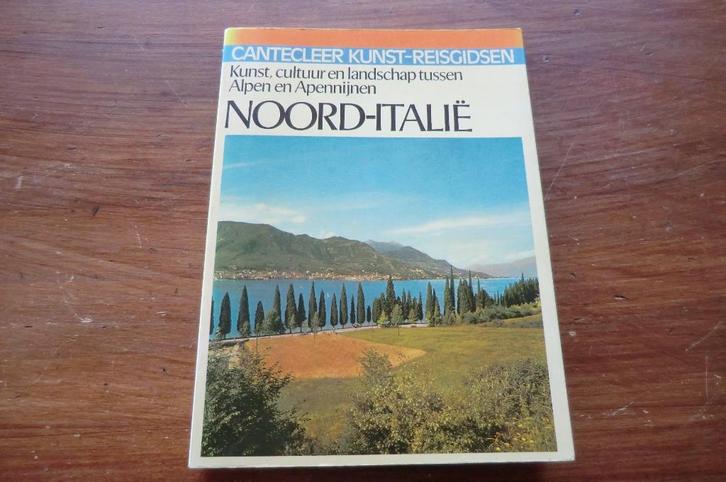 CANTECLEER KUNST-REISGIDSEN
Kunst, cultuur en landschap tussen
Alpen en Apennijnen
NOORD-ITALIË